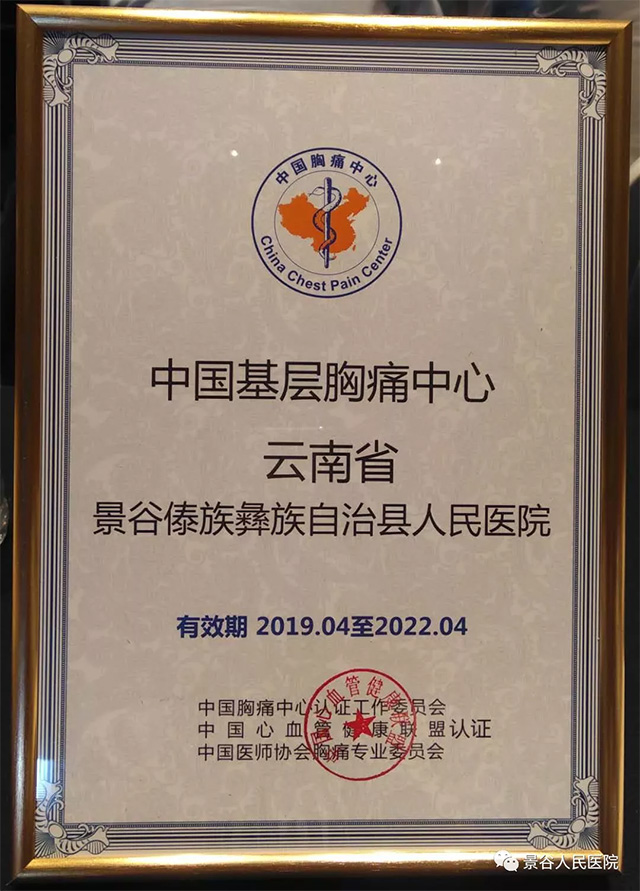 中国胸痛中心
China Chest Pain Center
中国基层胸痛中心
云南省
景谷傣族彝族自治县人民医院
有效期 2019.04至2022.04
中国胸痛中心认证工作委员会
中国心血管健康联盟认证
中国医师协会胸痛专业委员会
景谷人民医院